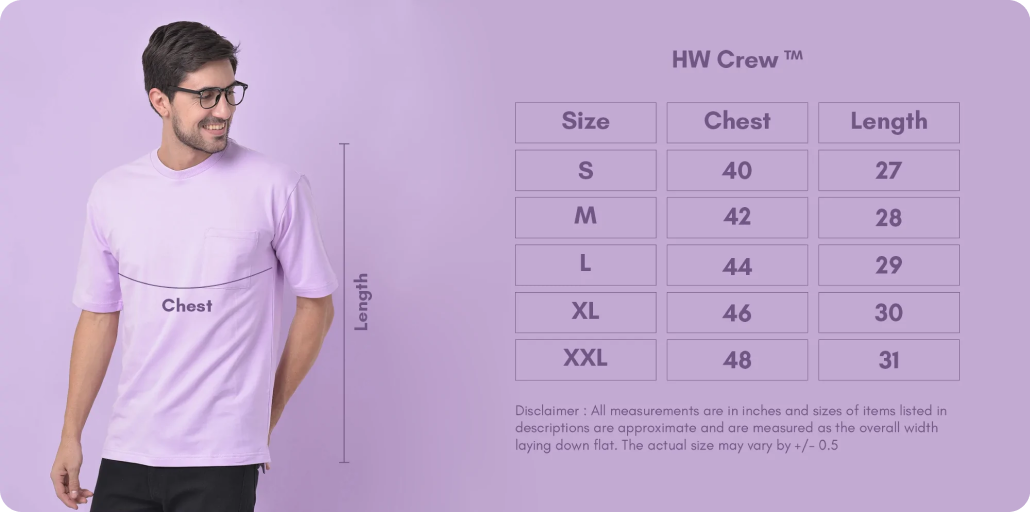 HW Crew ™
Size Chest Length
S 40 27
M 42 28
L 44 29
XL 46 30
XXL 48 31
Chest
Length
Disclaimer : All measurements are in inches and sizes of items listed in
descriptions are approximate and are measured as the overall width
laying down flat. The actual size may vary by +/- 0.5